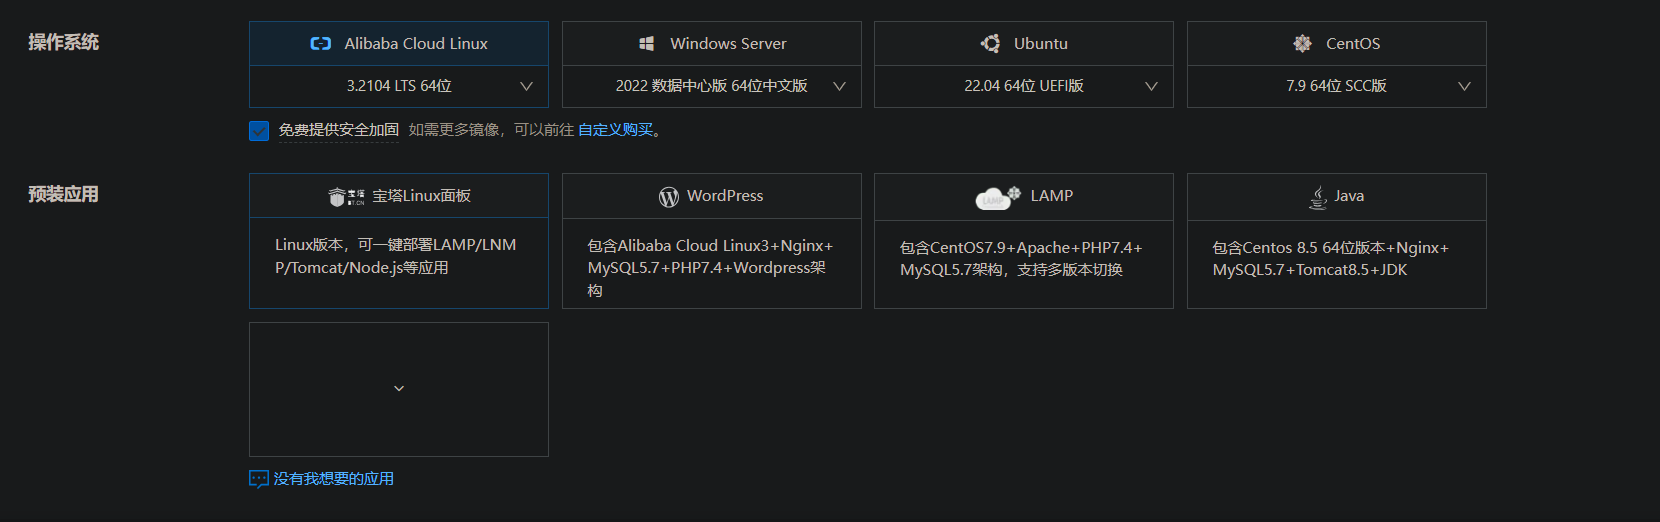 操作系统
Alibaba Cloud Linux
3.2104 LTS 64位
Windows Server
2022 数据中心版 64位中文版
Ubuntu
22.04 64位 UEFI版
CentOS
7.9 64位 SCC版
免费提供安全加固 如需更多镜像，可以前往 自定义购买。
预装应用
宝塔 BT.CN 宝塔Linux面板
Linux版本，可一键部署LAMP/LNM
P/Tomcat/Node.js等应用
WordPress
包含Alibaba Cloud Linux3+Nginx+
MySQL5.7+PHP7.4+Wordpress架
构
LAMP LAMP
包含CentOS7.9+Apache+PHP7.4+
MySQL5.7架构，支持多版本切换
Java
包含Centos 8.5 64位版本+Nginx+
MySQL5.7+Tomcat8.5+JDK
没有我想要的应用